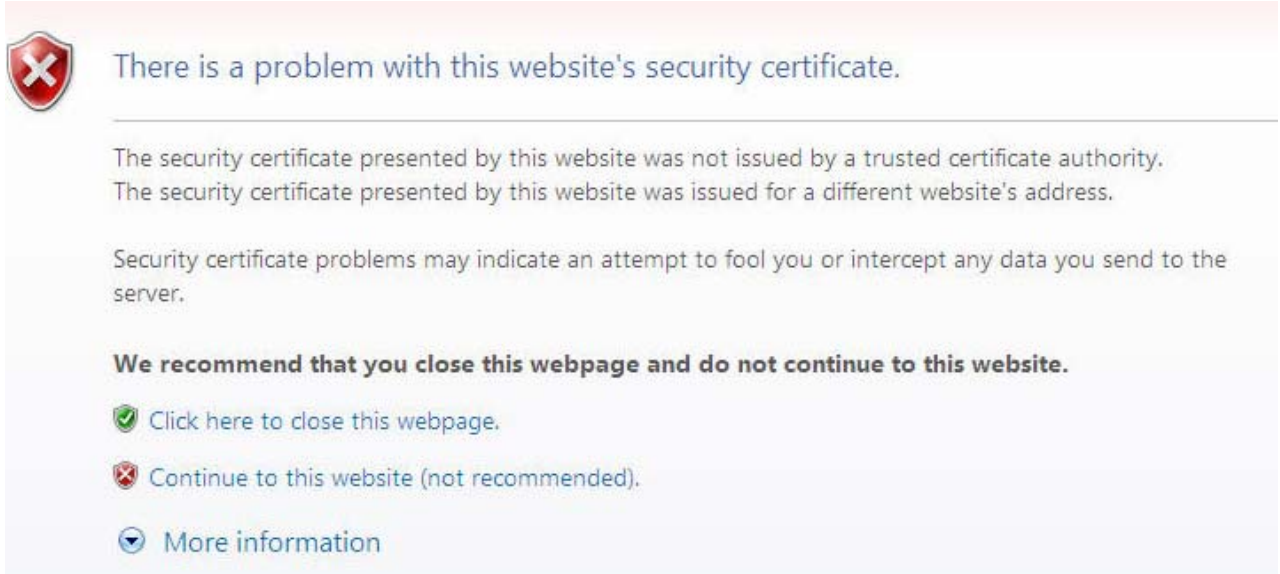 There is a problem with this website's security certificate.
The security certificate presented by this website was not issued by a trusted certificate authority.
The security certificate presented by this website was issued for a different website's address.
Security certificate problems may indicate an attempt to fool you or intercept any data you send to the
server.
We recommend that you close this webpage and do not continue to this website.
Click here to close this webpage.
Continue to this website (not recommended).
More information